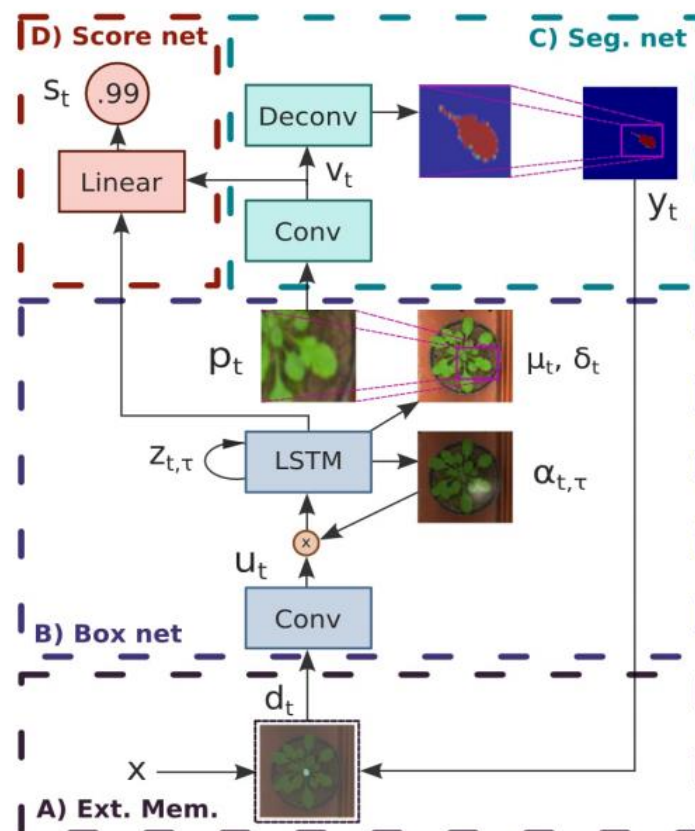 D) Score net
C) Seg. net
s_t
.99
Deconv
Linear
v_t
y_t
Conv
p_t
μ_t, δ_t
z_{t,τ}
LSTM
α_{t,τ}
x
u_t
Conv
B) Box net
d_t
x
A) Ext. Mem.